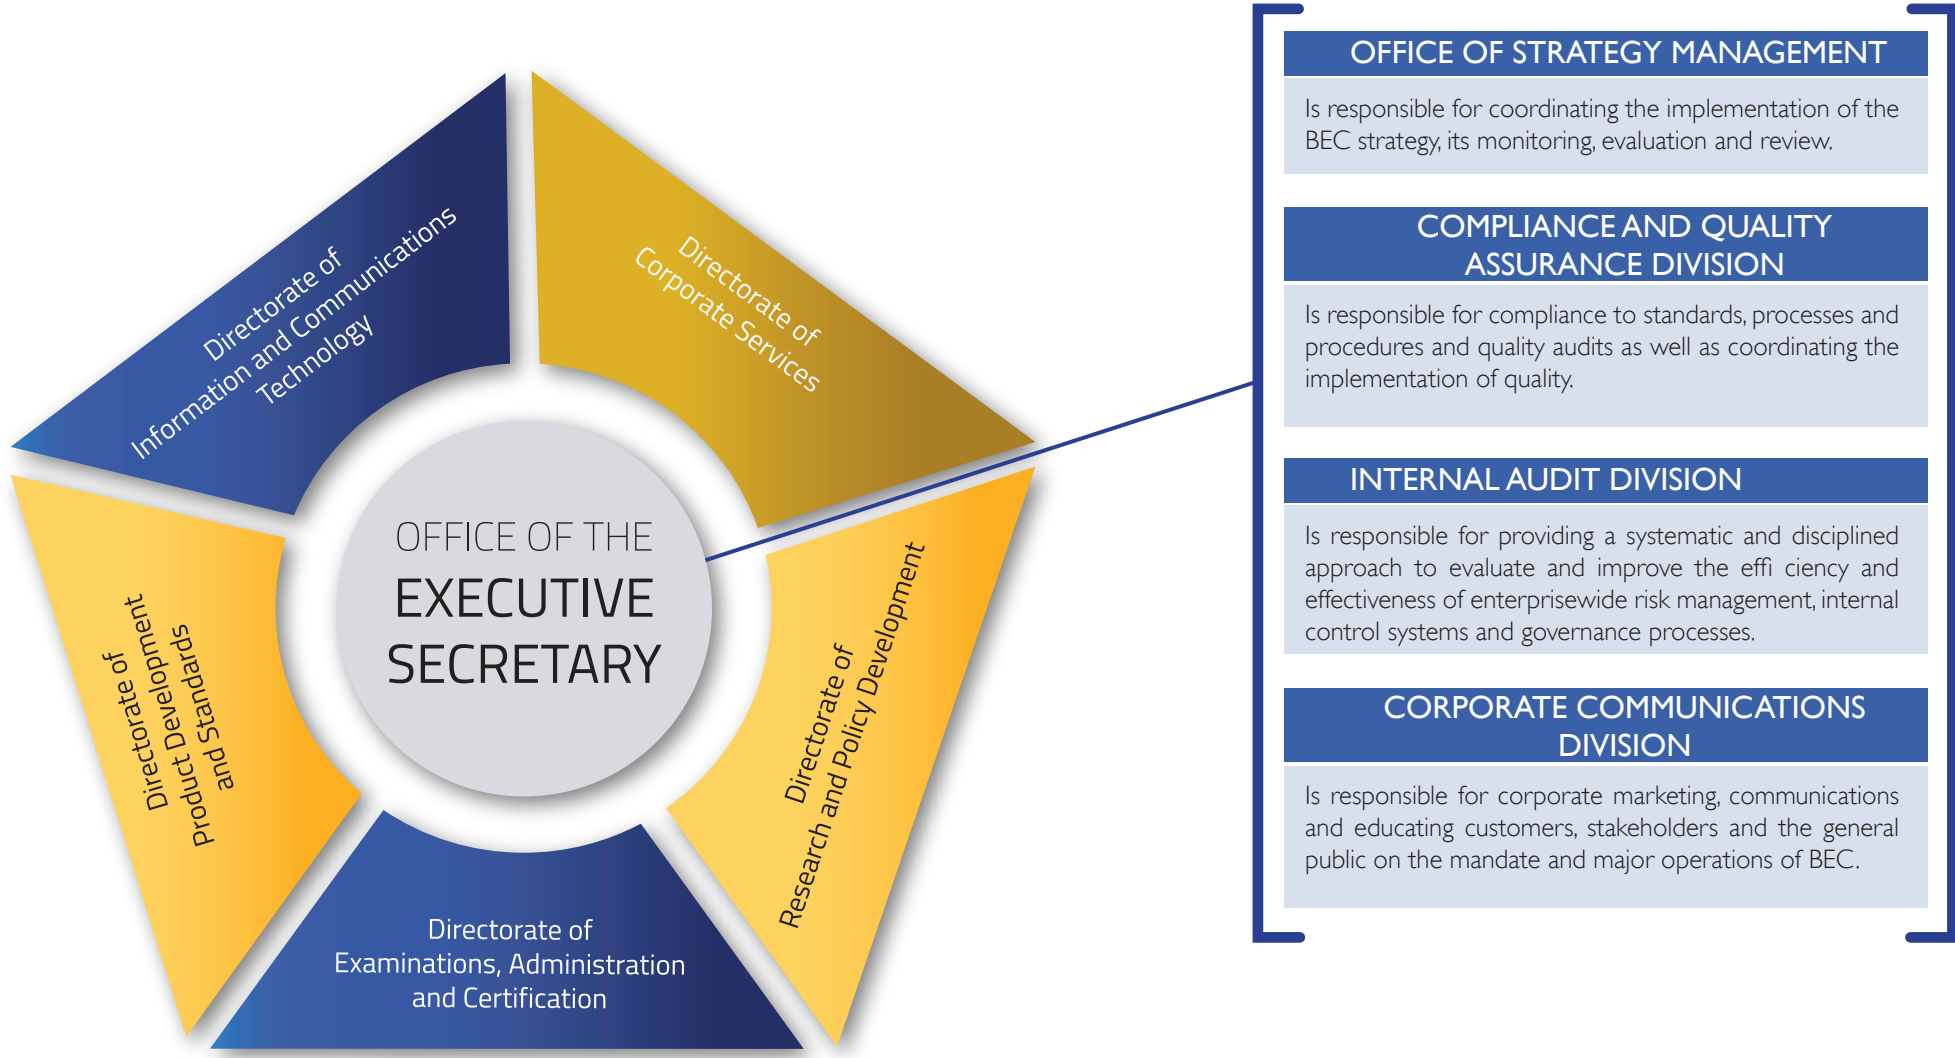 Directorate of
Information and Communications
Technology
Directorate of
Corporate Services
Directorate of
Product Development
and Standards
OFFICE OF THE
EXECUTIVE
SECRETARY
Directorate of
Research and Policy Development
Directorate of
Examinations, Administration
and Certification
OFFICE OF STRATEGY MANAGEMENT
Is responsible for coordinating the implementation of the
BEC strategy, its monitoring, evaluation and review.
COMPLIANCE AND QUALITY
ASSURANCE DIVISION
Is responsible for compliance to standards, processes and
procedures and quality audits as well as coordinating the
implementation of quality.
INTERNAL AUDIT DIVISION
Is responsible for providing a systematic and disciplined
approach to evaluate and improve the effi ciency and
effectiveness of enterprisewide risk management, internal
control systems and governance processes.
CORPORATE COMMUNICATIONS
DIVISION
Is responsible for corporate marketing, communications
and educating customers, stakeholders and the general
public on the mandate and major operations of BEC.